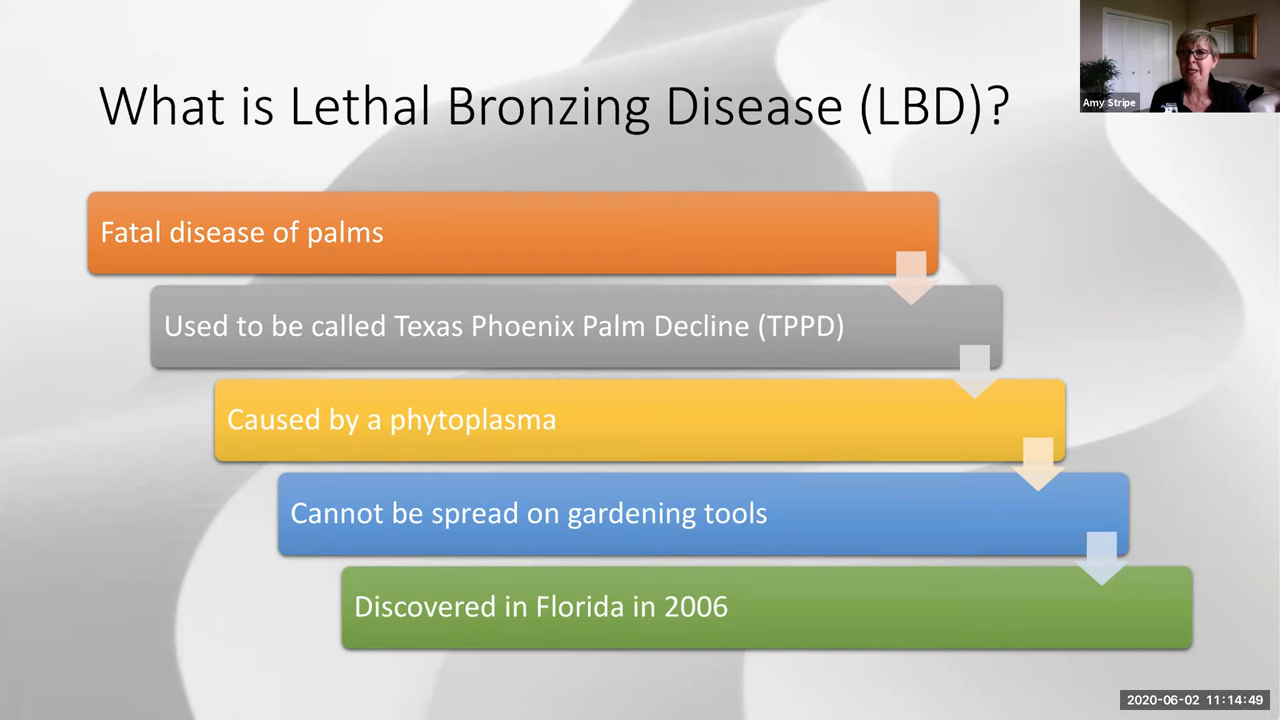 What is Lethal Bronzing Disease (LBD)?
Amy Stripe
Fatal disease of palms
Used to be called Texas Phoenix Palm Decline (TPPD)
Caused by a phytoplasma
Cannot be spread on gardening tools
Discovered in Florida in 2006
2020-06-02 11:14:49